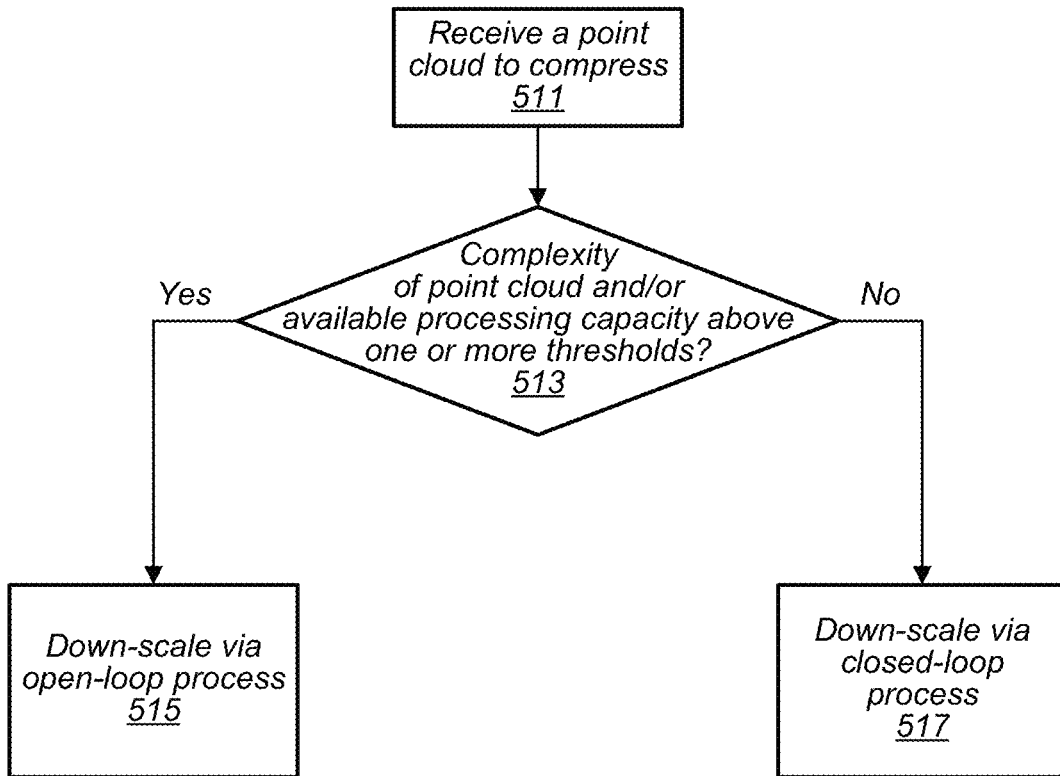 Receive a point
cloud to compress
511
Complexity
of point cloud and/or
available processing capacity above
one or more thresholds?
513
Yes
No
Down-scale via
open-loop process
515
Down-scale via
closed-loop
process
517